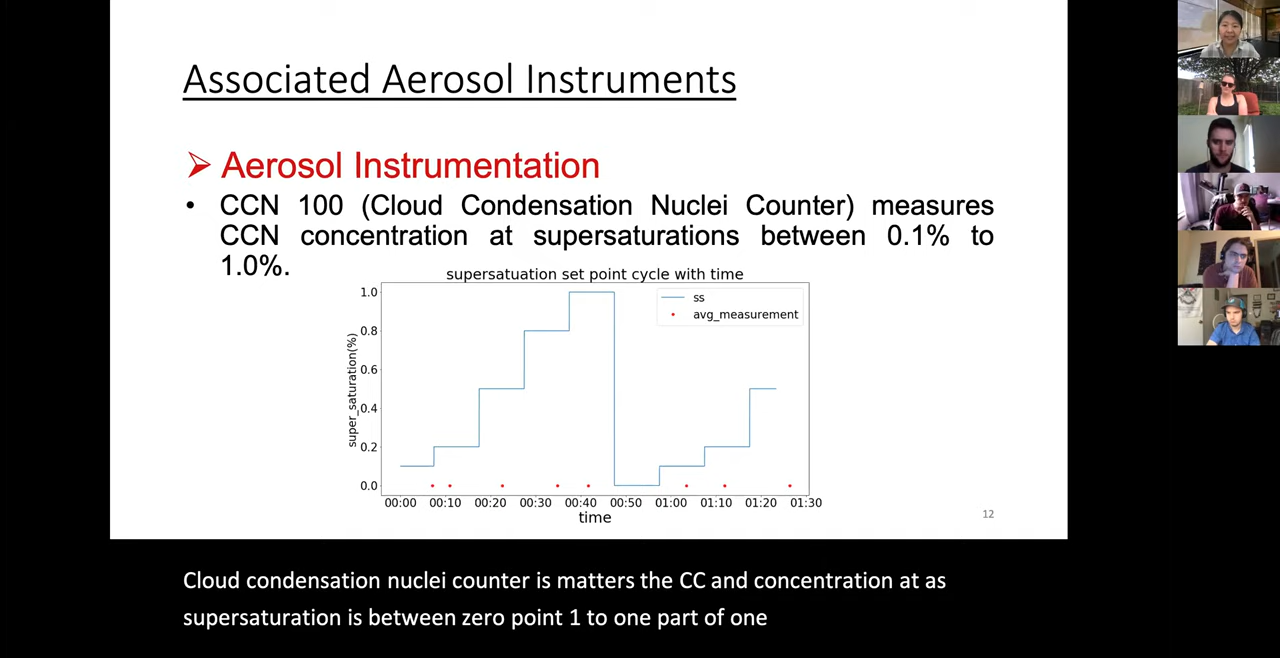 Associated Aerosol Instruments
➢ Aerosol Instrumentation
• CCN 100 (Cloud Condensation Nuclei Counter) measures
CCN concentration at supersaturations between 0.1% to
1.0%.
supersatuation set point cycle with time
ss
avg_measurement
super_saturation(%)
1.0
0.8
0.6
0.4
0.2
0.0
00:00 00:10 00:20 00:30 00:40 00:50 01:00 01:10 01:20 01:30
time
12
Cloud condensation nuclei counter is matters the CC and concentration at as
supersaturation is between zero point 1 to one part of one